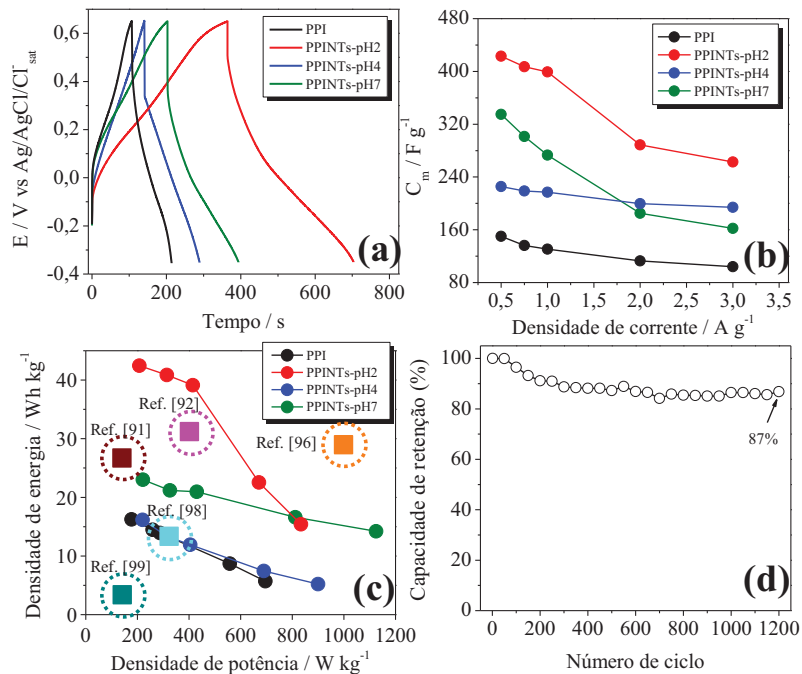 E / V vs Ag/AgCl/Cl⁻sat
0,6
0,4
0,2
0,0
-0,2
-0,4
0 200 400 600 800
Tempo / s
PPI
PPINTs-pH2
PPINTs-pH4
PPINTs-pH7
(a)
Cm / F g-1
480
400
320
240
160
80
0,5 1,0 1,5 2,0 2,5 3,0 3,5
Densidade de corrente / A g-1
PPI
PPINTs-pH2
PPINTs-pH4
PPINTs-pH7
(b)
Densidade de energia / Wh kg-1
50
40
30
20
10
0
0 200 400 600 800 1000 1200
Densidade de potência / W kg-1
PPI
PPINTs-pH2
PPINTs-pH4
PPINTs-pH7
Ref. [92]
Ref. [91]
Ref. [96]
Ref. [98]
Ref. [99]
(c)
Capacidade de retenção (%)
100
80
60
40
20
0
0 200 400 600 800 1000 1200
Número de ciclo
87%
(d)